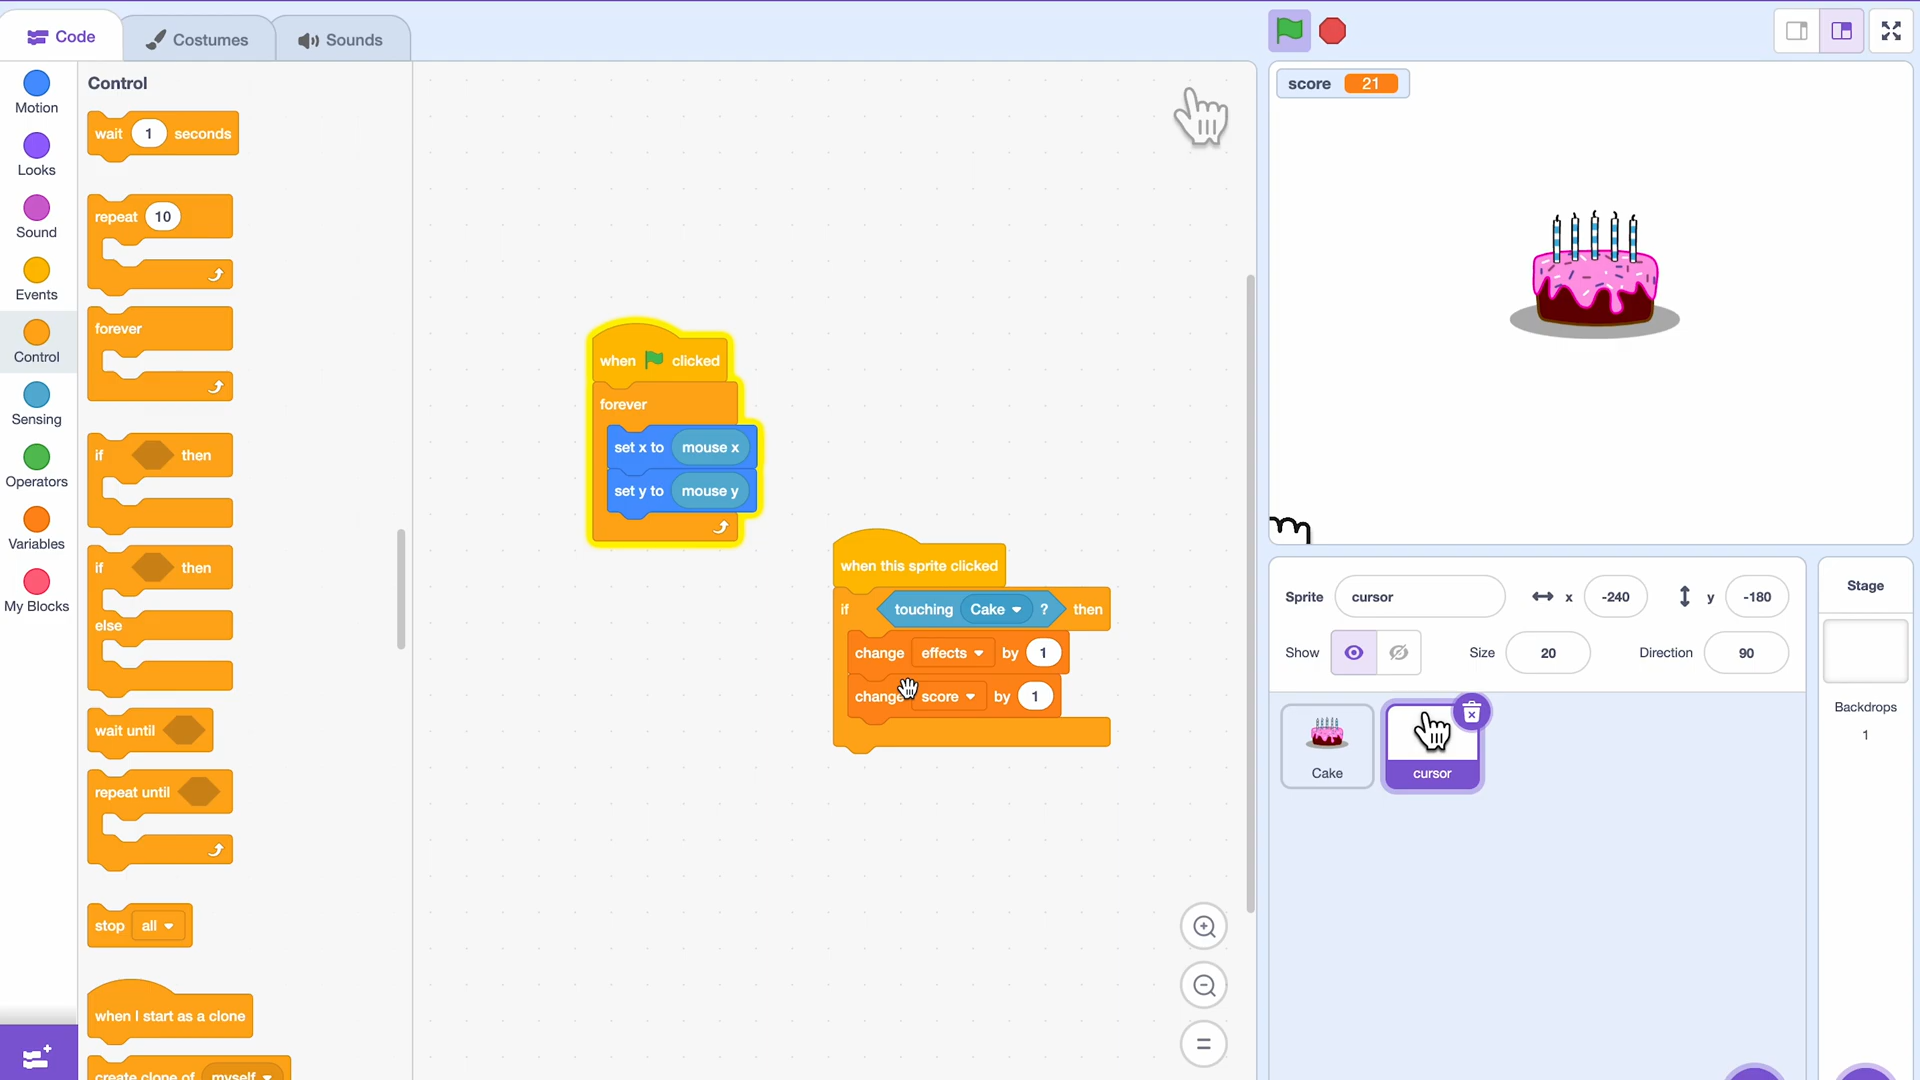 Code
Costumes
Sounds
Motion
Looks
Sound
Events
Control
Sensing
Operators
Variables
My Blocks
Control
wait 1 seconds
repeat 10
forever
if then
if then
else
wait until
repeat until
stop all
when I start as a clone
create clone of myself
when clicked
forever
set x to mouse x
set y to mouse y
when this sprite clicked
if touching Cake ? then
change effects by 1
change score by 1
score 21
Sprite cursor x -240 y -180
Show Size 20 Direction 90
Cake
cursor
Stage
Backdrops
1